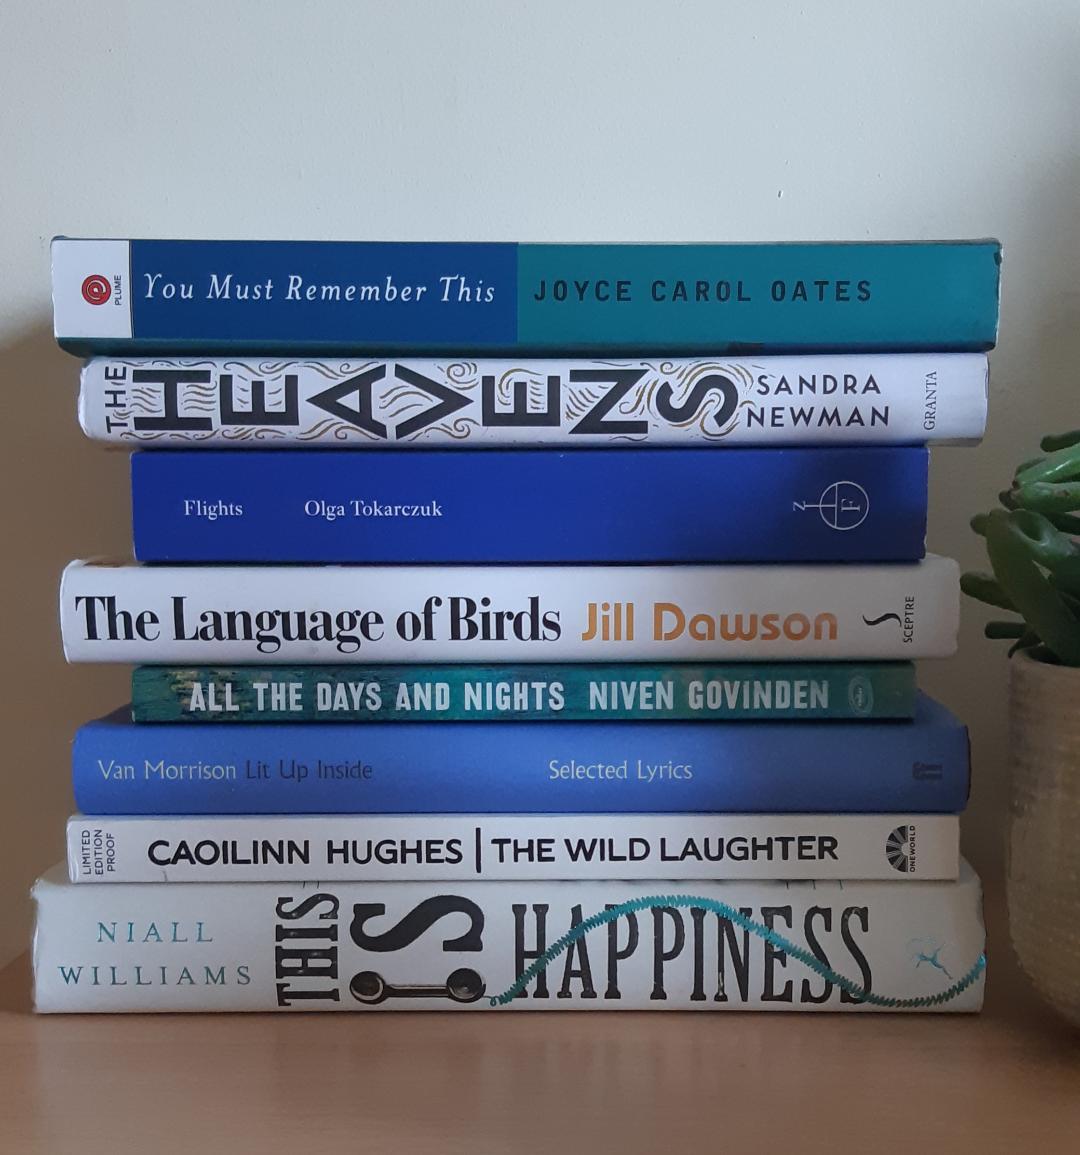 PLUME
You Must Remember This JOYCE CAROL OATES
THE HEAVENS SANDRA NEWMAN GRANTA
Flights Olga Tokarczuk ZF
The Language of Birds Jill Dawson SCEPTRE
ALL THE DAYS AND NIGHTS NIVEN GOVINDEN
Van Morrison Lit Up Inside Selected Lyrics ff
LIMITED EDITION PROOF
CAOILINN HUGHES | THE WILD LAUGHTER ONEWORLD
NIALL WILLIAMS THIS IS HAPPINESS